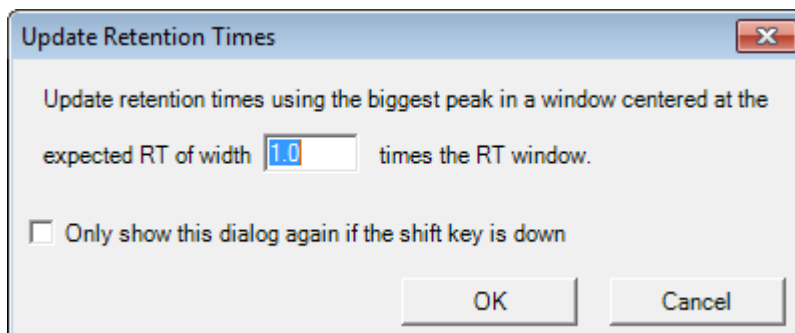 Update Retention Times
Update retention times using the biggest peak in a window centered at the
expected RT of width 1.0 times the RT window.
Only show this dialog again if the shift key is down
OK Cancel